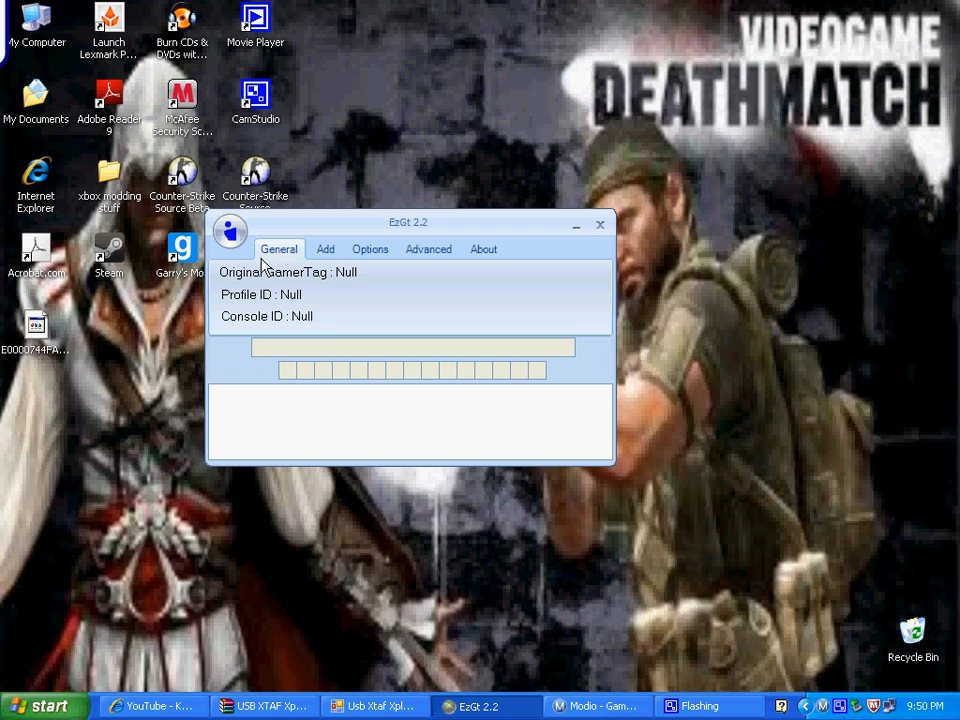 My Computer
Launch
Lexmark P...
Burn CDs &
DVDs wit...
Movie Player
VIDEOGAME
DEATHMATCH
My Documents
Adobe Reader
9
McAfee
Security Sc...
CamStudio
Internet
Explorer
xbox modding
stuff
Counter-Strike
Source Beta
Counter-Strike
Source
Acrobat.com
Steam
Garry's Mo
E0000744FA...
EzGt 2.2
General
Add
Options
Advanced
About
Original GamerTag : Null
Profile ID : Null
Console ID : Null
Recycle Bin
start
YouTube - K...
USB XTAF Xp...
Usb Xtaf Xpl...
EzGt 2.2
Modio - Gam...
Flashing
9:50 PM